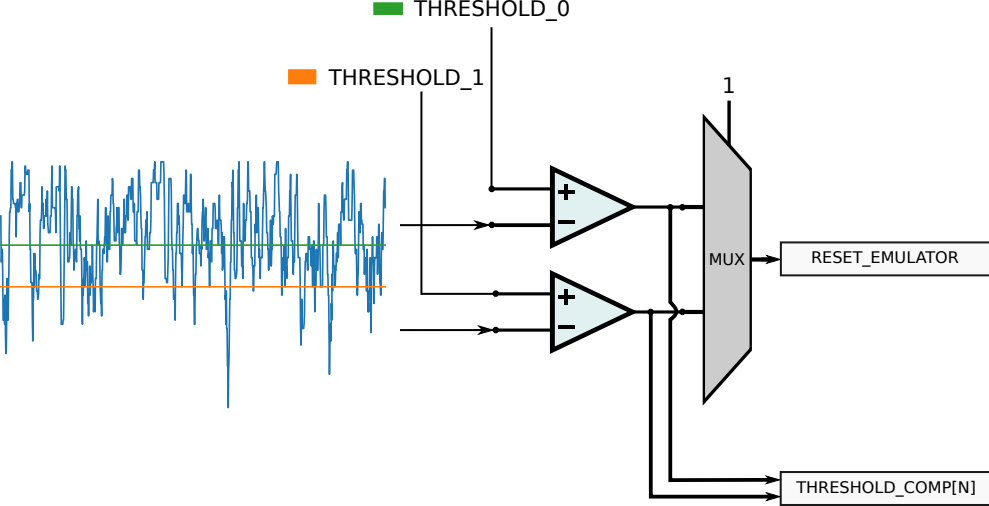 THRESHOLD_0
THRESHOLD_1
1
+
−
MUX
RESET_EMULATOR
+
−
THRESHOLD_COMP[N]